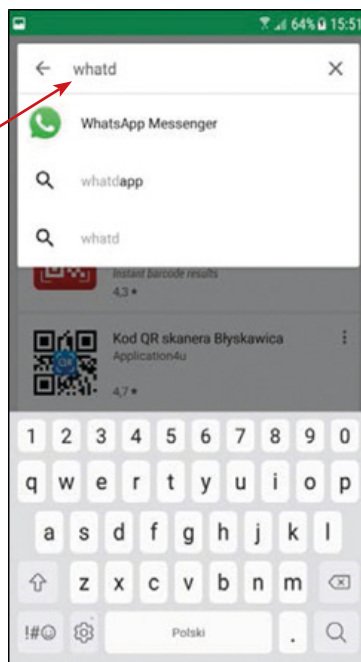 64% 15:51
whatd
WhatsApp Messenger
whatdapp
whatd
Instant barcode results
4,3 ★
Kod QR skanera Błyskawica
Application4u
4,7 ★
1 2 3 4 5 6 7 8 9 0
q w e r t y u i o p
a s d f g h j k l
z x c v b n m
!#☺ Polski .